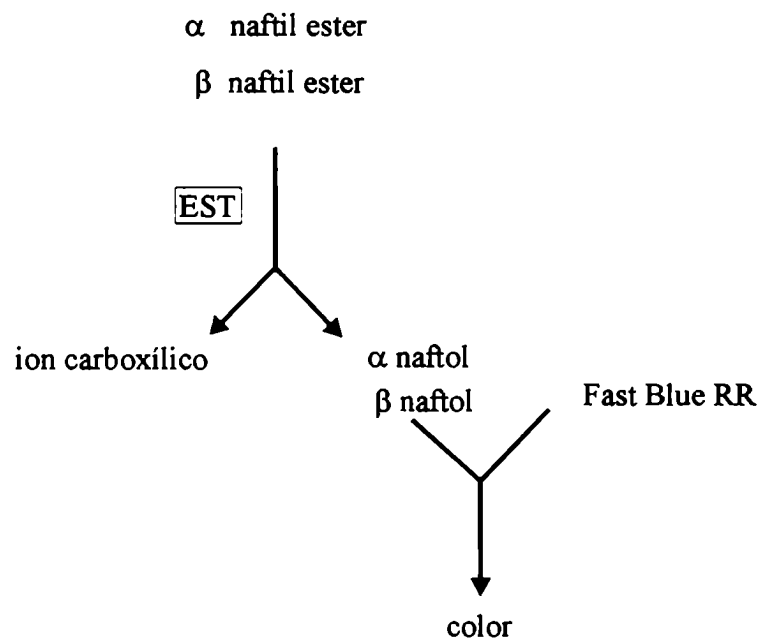 α naftil ester
β naftil ester
EST
ion carboxílico
α naftol
β naftol
Fast Blue RR
color